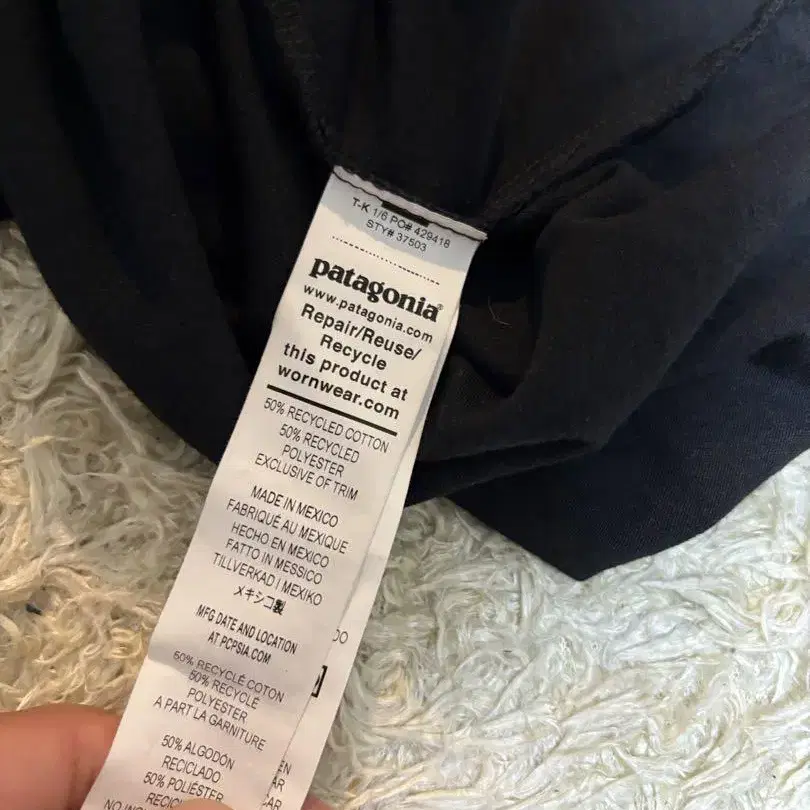 T-K 1/6 PO# 429418
STY# 37503
patagonia®
www.patagonia.com
Repair/Reuse/
Recycle
this product at
wornwear.com
50% RECYCLED COTTON
50% RECYCLED
POLYESTER
EXCLUSIVE OF TRIM
MADE IN MEXICO
FABRIQUÉ AU MEXIQUE
HECHO EN MEXICO
FATTO IN MESSICO
TILLVERKAD I MEXIKO
メキシコ製
MFG DATE AND LOCATION
AT PCPSIA.COM
50% RECYCLÉ COTON
50% RECYCLÉ
POLYESTER
A PART LA GARNITURE
50% ALGODÓN
RECICLADO
50% POLIÉSTER